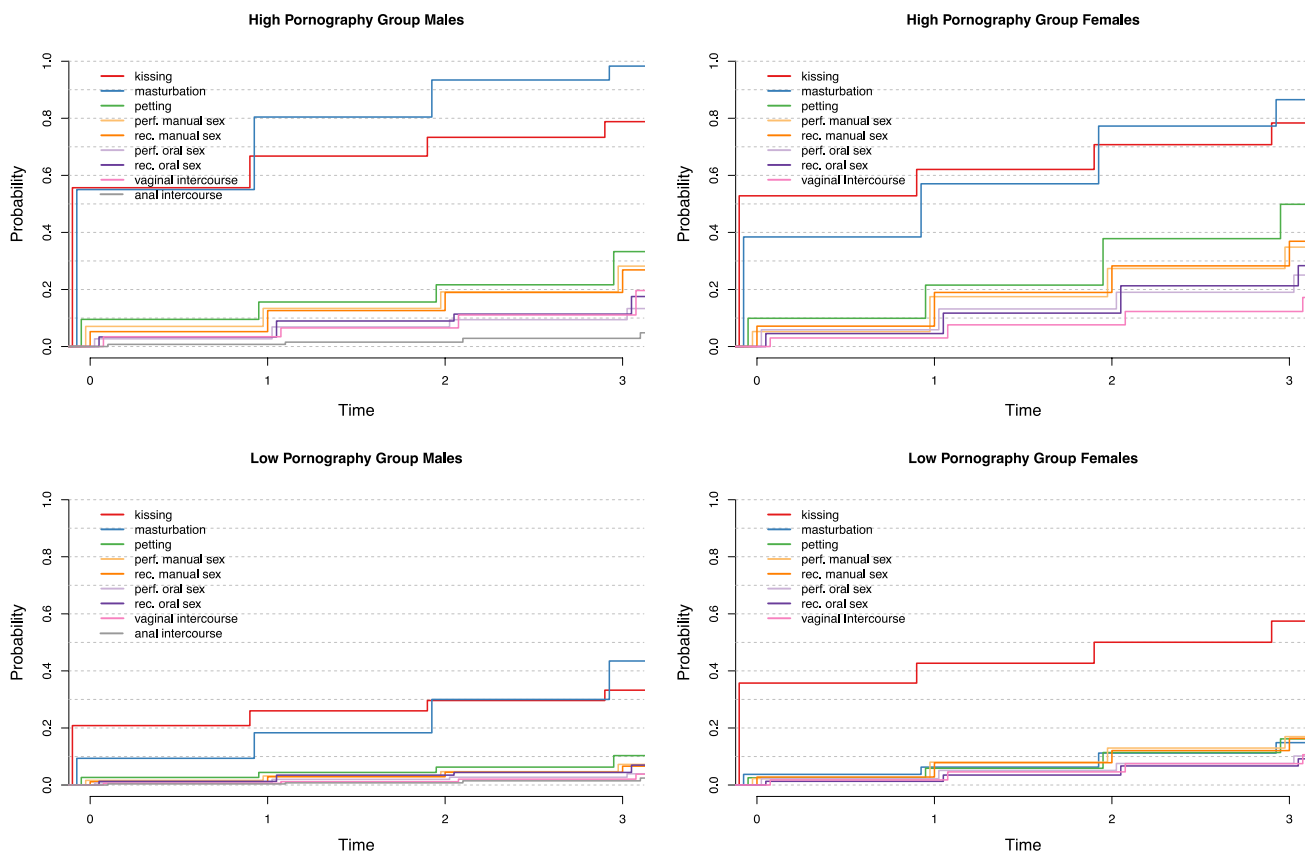 High Pornography Group Males
1.0
0.8
0.6
0.4
0.2
0.0
Probability
kissing
masturbation
petting
perf. manual sex
rec. manual sex
perf. oral sex
rec. oral sex
vaginal intercourse
anal intercourse
0 1 2 3
Time
High Pornography Group Females
1.0
0.8
0.6
0.4
0.2
0.0
Probability
kissing
masturbation
petting
perf. manual sex
rec. manual sex
perf. oral sex
rec. oral sex
vaginal Intercourse
0 1 2 3
Time
Low Pornography Group Males
1.0
0.8
0.6
0.4
0.2
0.0
Probability
kissing
masturbation
petting
perf. manual sex
rec. manual sex
perf. oral sex
rec. oral sex
vaginal intercourse
anal intercourse
0 1 2 3
Time
Low Pornography Group Females
1.0
0.8
0.6
0.4
0.2
0.0
Probability
kissing
masturbation
petting
perf. manual sex
rec. manual sex
perf. oral sex
rec. oral sex
vaginal Intercourse
0 1 2 3
Time